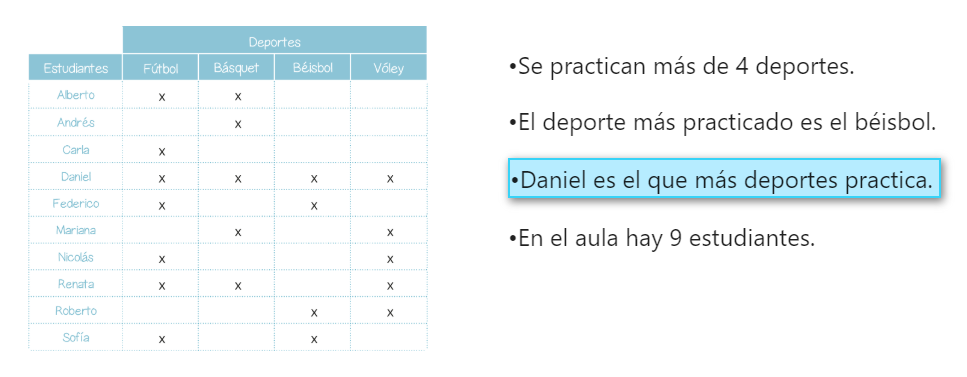 Deportes
Estudiantes Fútbol Básquet Béisbol Vóley
Alberto x x
Andrés x
Carla x
Daniel x x x x
Federico x x
Mariana x x
Nicolás x x
Renata x x x
Roberto x x
Sofía x x
•Se practican más de 4 deportes.
•El deporte más practicado es el béisbol.
•Daniel es el que más deportes practica.
•En el aula hay 9 estudiantes.